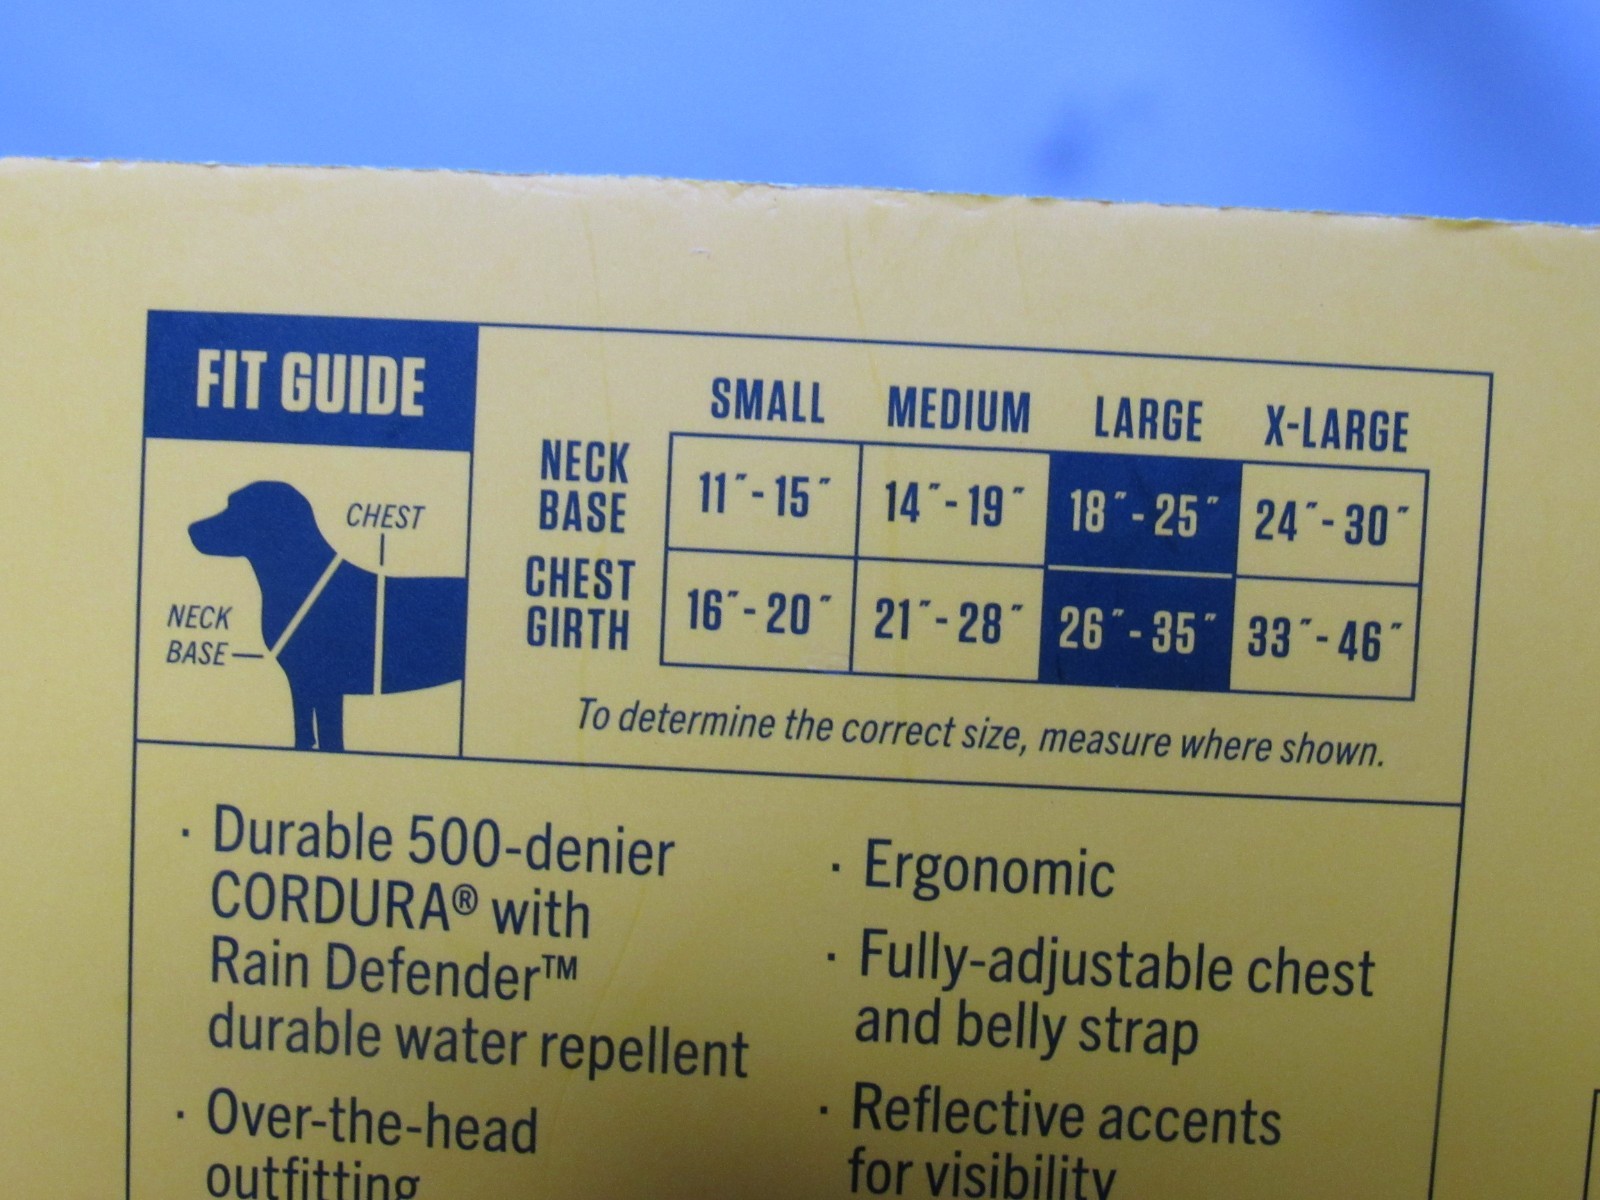 FIT GUIDE
CHEST
NECK
BASE
SMALL MEDIUM LARGE X-LARGE
NECK
BASE
11˝-15˝ 14˝-19˝ 18˝-25˝ 24˝-30˝
CHEST
GIRTH
16˝-20˝ 21˝-28˝ 26˝-35˝ 33˝-46˝
To determine the correct size, measure where shown.
· Durable 500-denier
CORDURA® with
Rain Defender™
durable water repellent
· Over-the-head
outfitting
· Ergonomic
· Fully-adjustable chest
and belly strap
· Reflective accents
for visibility